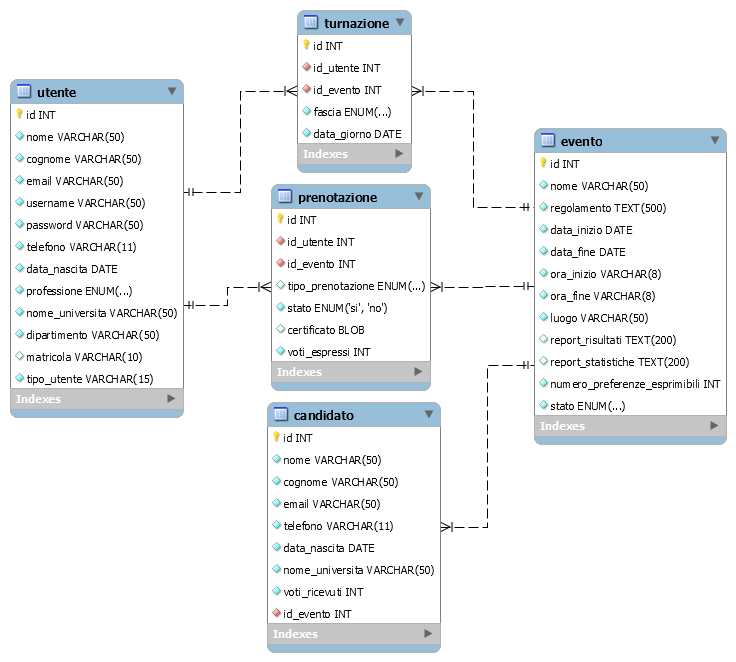 turnazione
id INT
id_utente INT
id_evento INT
fascia ENUM(...)
data_giorno DATE
Indexes
utente
id INT
nome VARCHAR(50)
cognome VARCHAR(50)
email VARCHAR(50)
username VARCHAR(50)
password VARCHAR(50)
telefono VARCHAR(11)
data_nascita DATE
professione ENUM(...)
nome_universita VARCHAR(50)
dipartimento VARCHAR(50)
matricola VARCHAR(10)
tipo_utente VARCHAR(15)
Indexes
prenotazione
id INT
id_utente INT
id_evento INT
tipo_prenotazione ENUM(...)
stato ENUM('si', 'no')
certificato BLOB
voti_espressi INT
Indexes
evento
id INT
nome VARCHAR(50)
regolamento TEXT(500)
data_inizio DATE
data_fine DATE
ora_inizio VARCHAR(8)
ora_fine VARCHAR(8)
luogo VARCHAR(50)
report_risultati TEXT(200)
report_statistiche TEXT(200)
numero_preferenze_esprimibili INT
stato ENUM(...)
Indexes
candidato
id INT
nome VARCHAR(50)
cognome VARCHAR(50)
email VARCHAR(50)
telefono VARCHAR(11)
data_nascita DATE
nome_universita VARCHAR(50)
voti_ricevuti INT
id_evento INT
Indexes